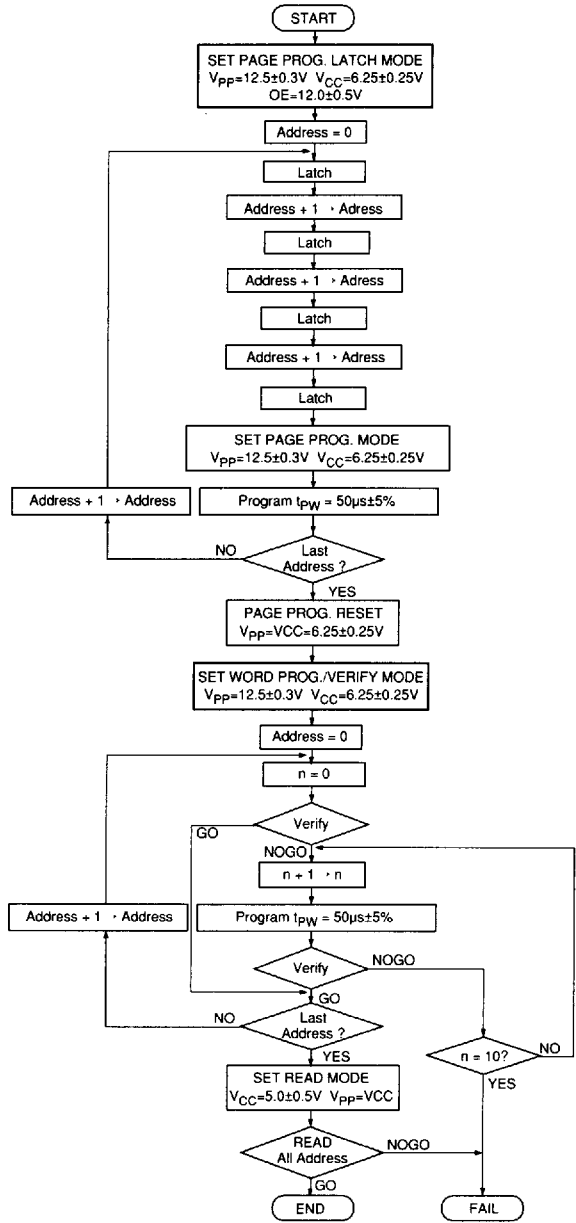 START
SET PAGE PROG. LATCH MODE
VPP=12.5±0.3V VCC=6.25±0.25V
OE=12.0±0.5V
Address = 0
Latch
Address + 1 → Adress
Latch
Address + 1 → Adress
Latch
Address + 1 → Adress
Latch
SET PAGE PROG. MODE
VPP=12.5±0.3V VCC=6.25±0.25V
Address + 1 → Address
Program tPW = 50µs±5%
NO
Last
Address ?
YES
PAGE PROG. RESET
VPP=VCC=6.25±0.25V
SET WORD PROG./VERIFY MODE
VPP=12.5±0.3V VCC=6.25±0.25V
Address = 0
n = 0
Verify
GO
NOGO
n + 1 → n
Address + 1 → Address
Program tPW = 50µs±5%
Verify
NOGO
GO
NO
Last
Address ?
YES
n = 10?
NO
YES
SET READ MODE
VCC=5.0±0.5V VPP=VCC
READ
All Address
NOGO
GO
END
FAIL